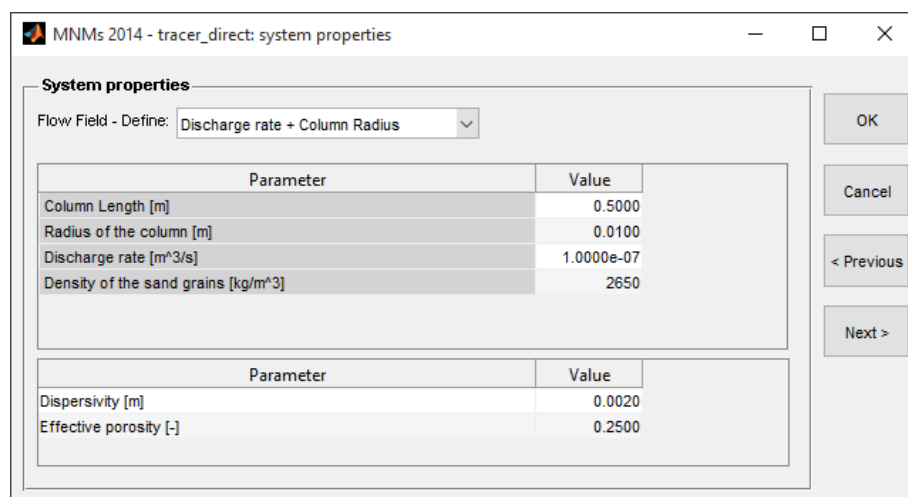 MNMs 2014 - tracer_direct: system properties
System properties
Flow Field - Define: Discharge rate + Column Radius
OK
Parameter Value
Column Length [m] 0.5000
Cancel
Radius of the column [m] 0.0100
Discharge rate [m^3/s] 1.0000e-07
< Previous
Density of the sand grains [kg/m^3] 2650
Next >
Parameter Value
Dispersivity [m] 0.0020
Effective porosity [-] 0.2500